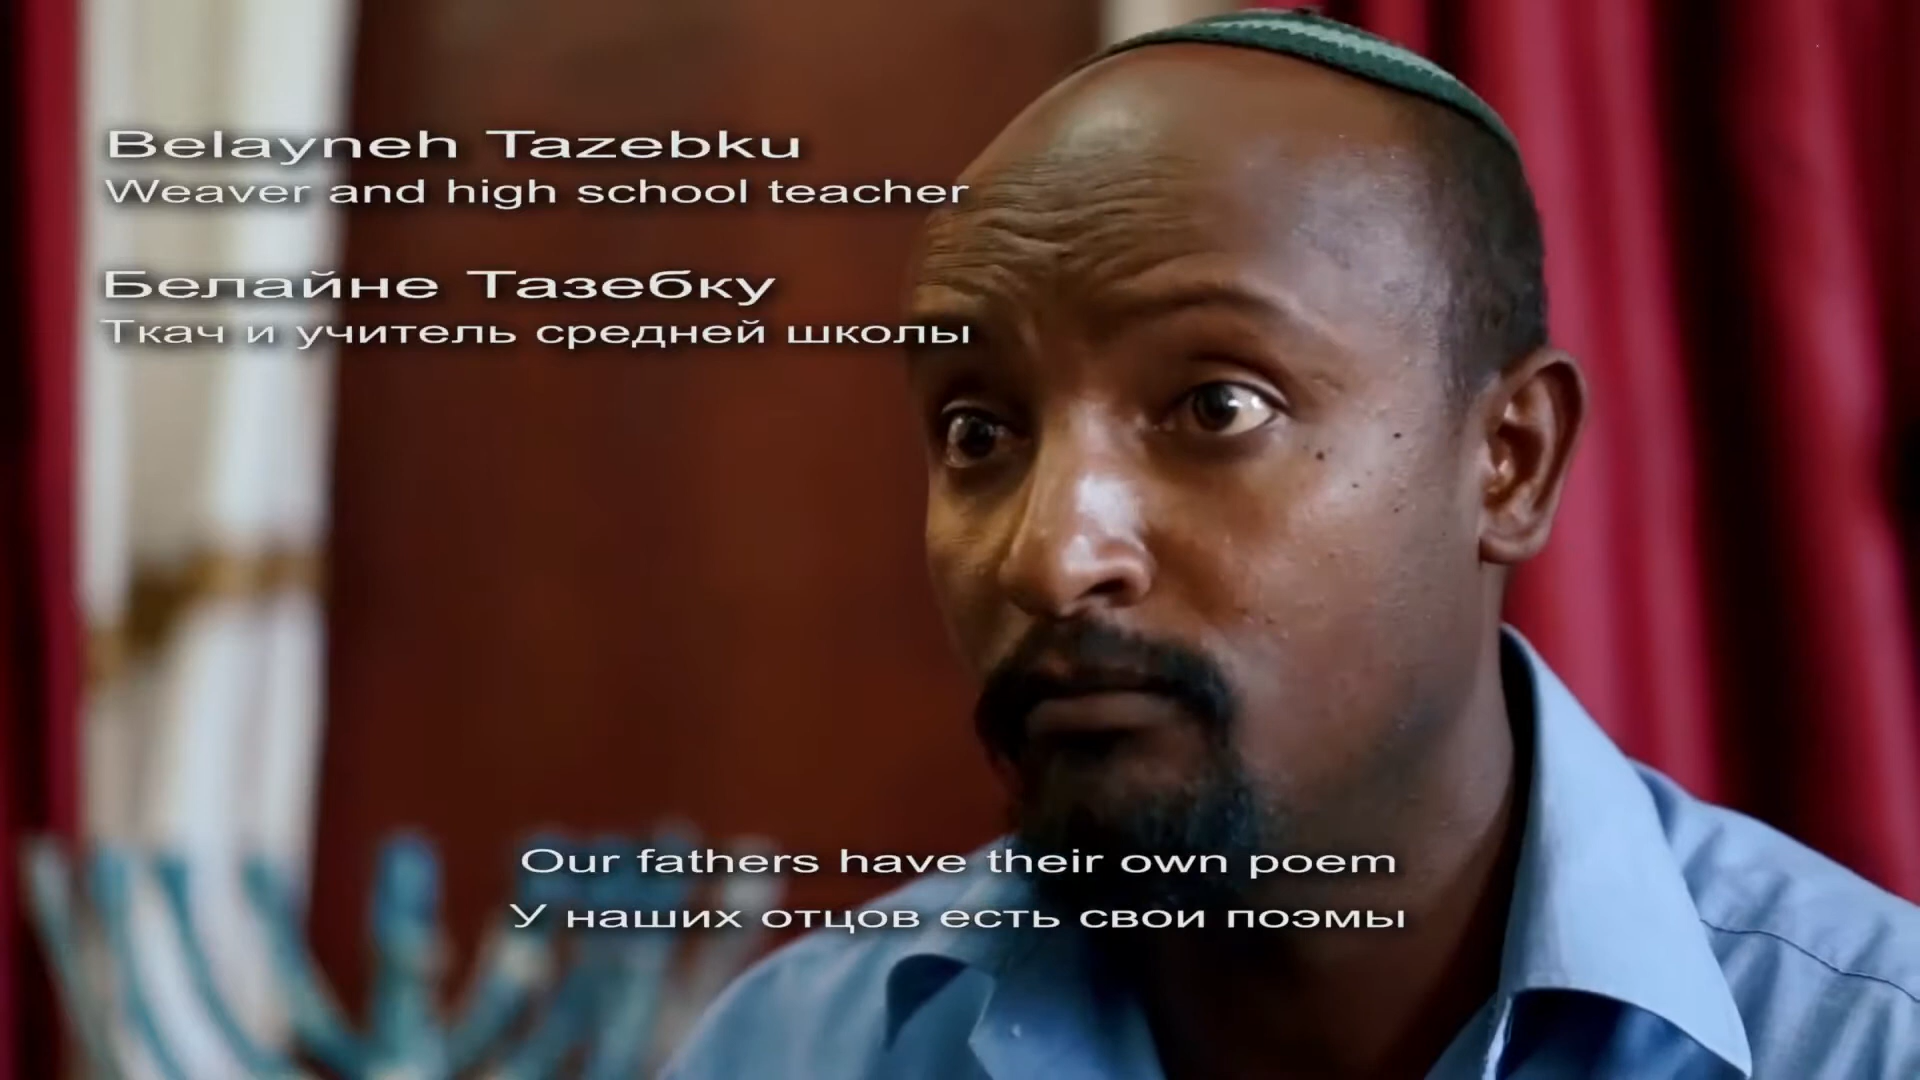 Belayneh Tazebku
Weaver and high school teacher
Белайне Тазебку
Ткач и учитель средней школы
Our fathers have their own poem
У наших отцов есть свои поэмы